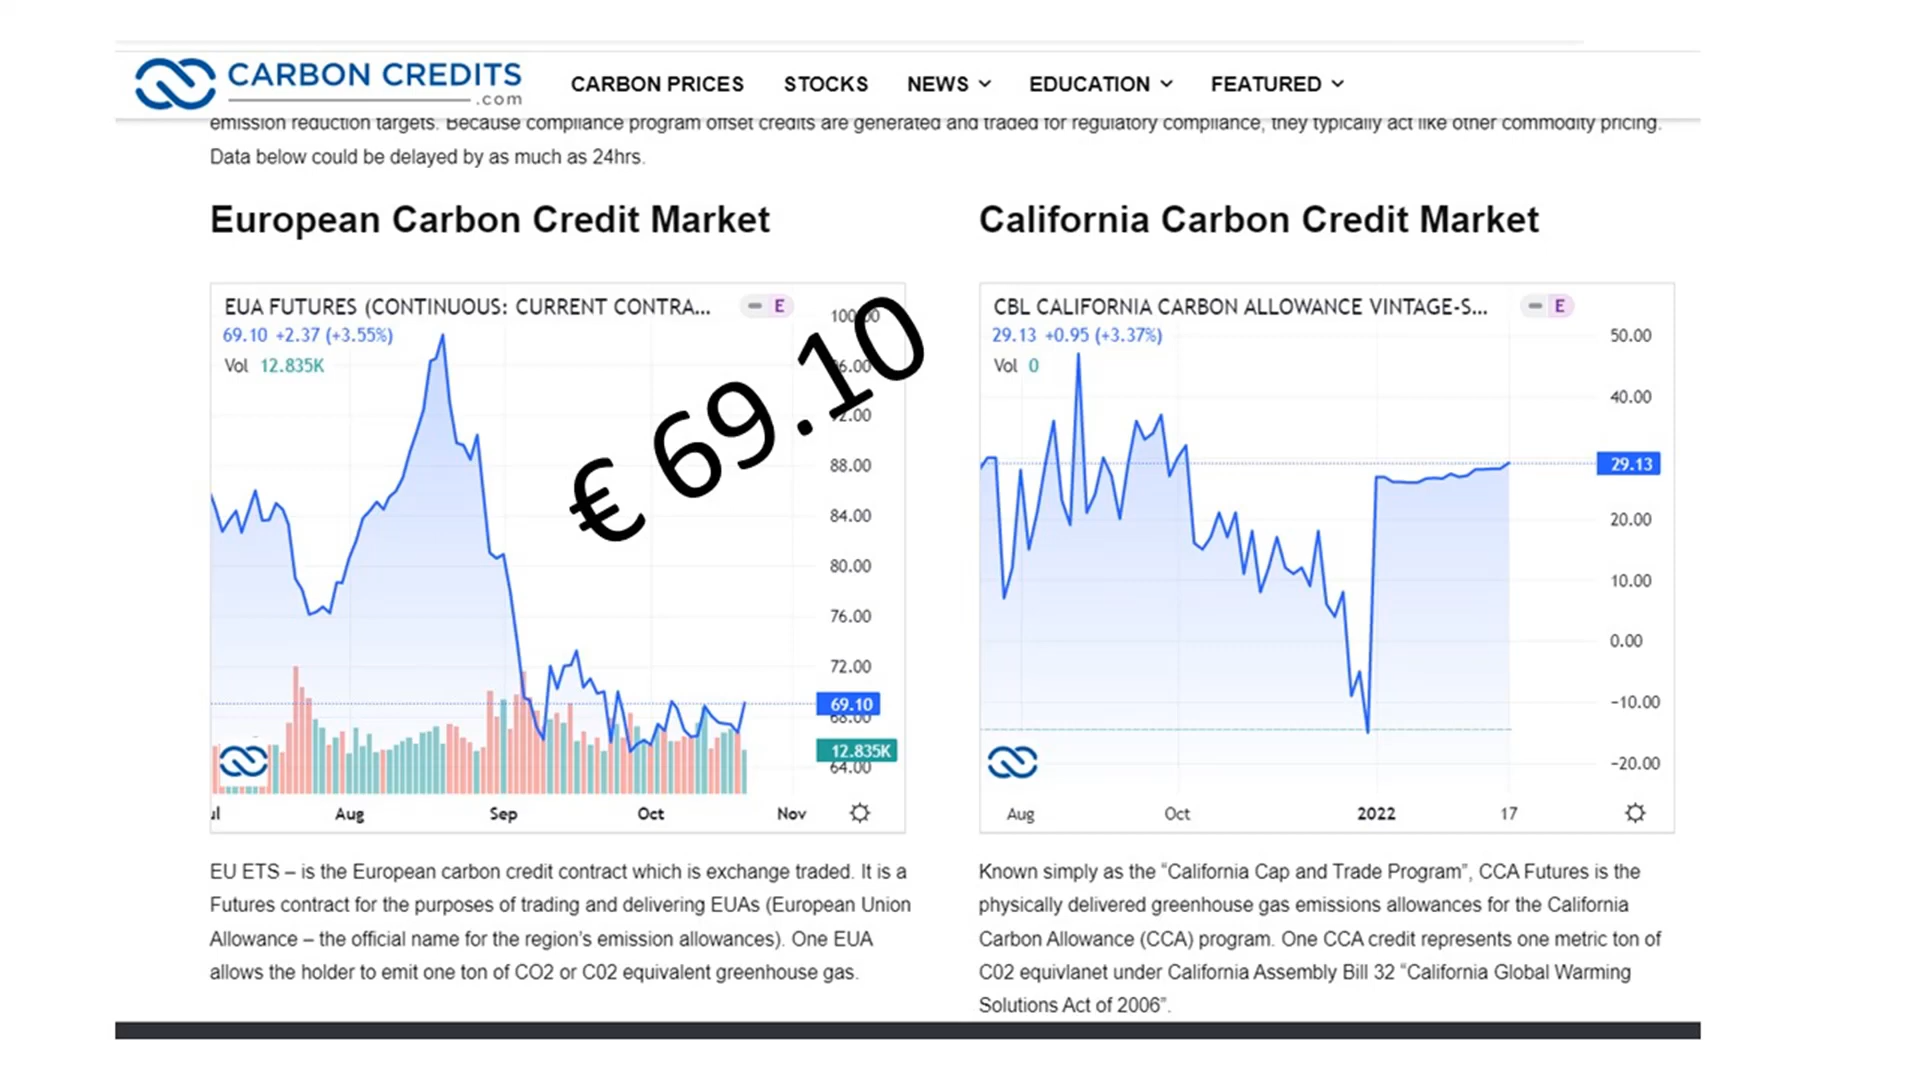 CARBON CREDITS
.com
CARBON PRICES STOCKS NEWS EDUCATION FEATURED
emission reduction targets. Because compliance program offset credits are generated and traded for regulatory compliance, they typically act like other commodity pricing.
Data below could be delayed by as much as 24hrs.
European Carbon Credit Market
EUA FUTURES (CONTINUOUS: CURRENT CONTRA... E
69.10 +2.37 (+3.55%)
Vol 12.835K
€ 69.10
88.00
84.00
80.00
76.00
72.00
69.10
68.00
12.835K
64.00
Aug Sep Oct Nov
EU ETS – is the European carbon credit contract which is exchange traded. It is a
Futures contract for the purposes of trading and delivering EUAs (European Union
Allowance – the official name for the region's emission allowances). One EUA
allows the holder to emit one ton of CO2 or C02 equivalent greenhouse gas.
California Carbon Credit Market
CBL CALIFORNIA CARBON ALLOWANCE VINTAGE-S... E
29.13 +0.95 (+3.37%)
Vol 0
50.00
40.00
29.13
20.00
10.00
0.00
−10.00
−20.00
Aug Oct 2022 17
Known simply as the “California Cap and Trade Program”, CCA Futures is the
physically delivered greenhouse gas emissions allowances for the California
Carbon Allowance (CCA) program. One CCA credit represents one metric ton of
C02 equivlanet under California Assembly Bill 32 “California Global Warming
Solutions Act of 2006”.